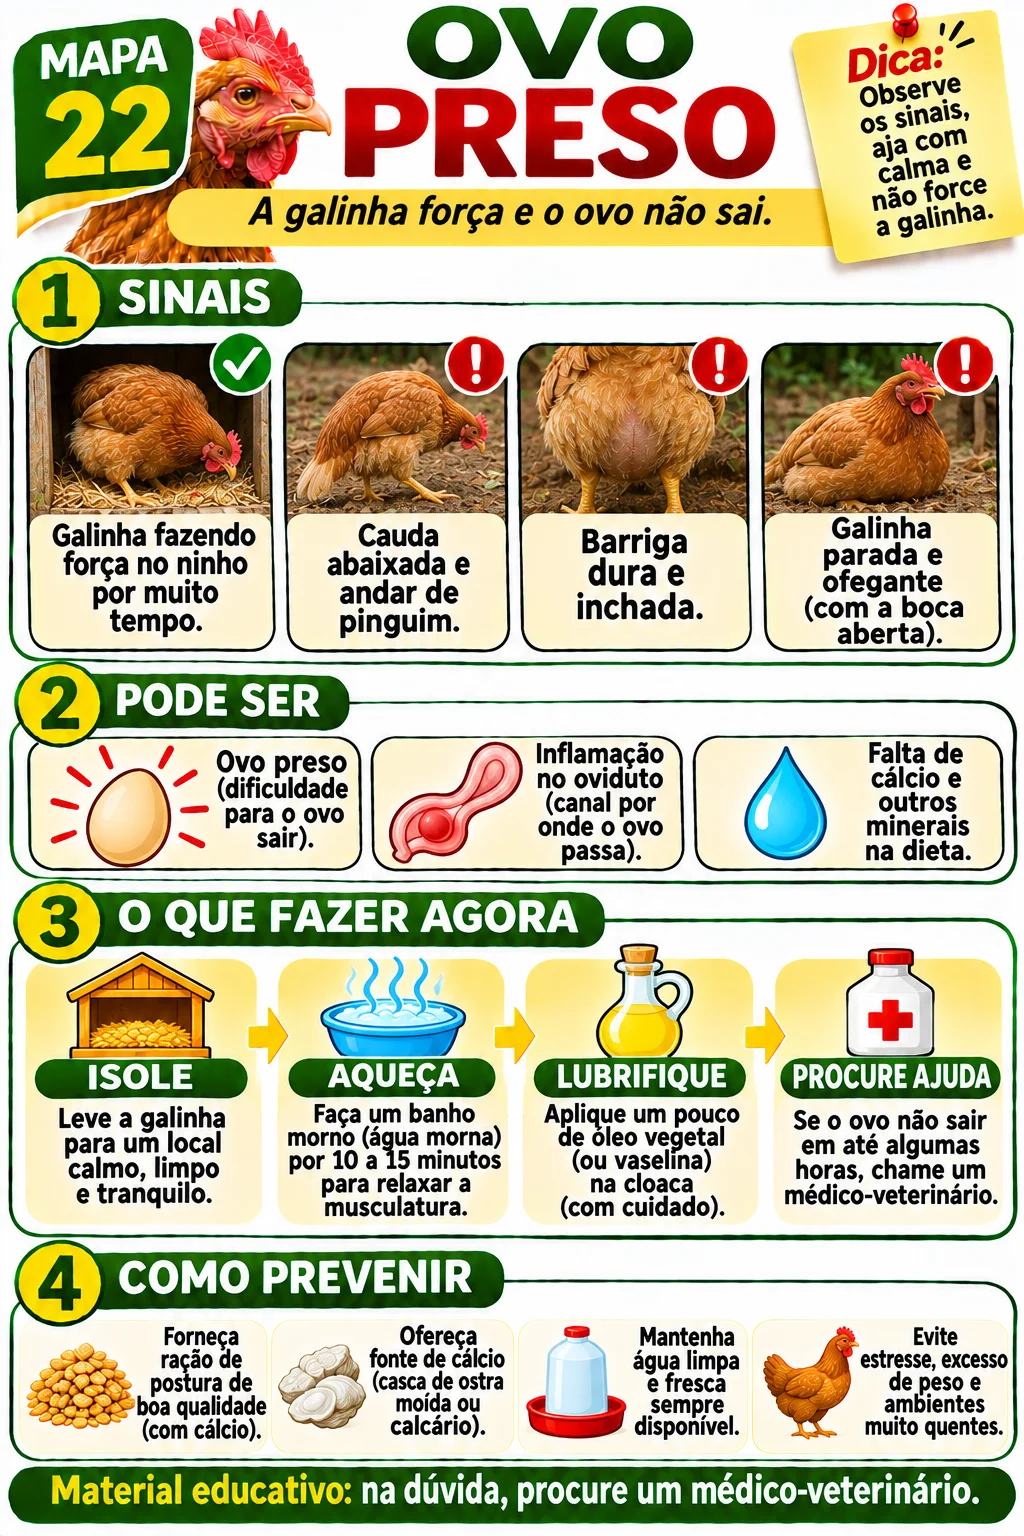 MAPA
22
OVO
PRESO
A galinha força e o ovo não sai.
Dica:
Observe
os sinais,
aja com
calma e
não force
a galinha.
1 SINAIS
Galinha fazendo
força no ninho
por muito
tempo.
Cauda
abaixada e
andar de
pinguim.
Barriga
dura e
inchada.
Galinha
parada e
ofegante
(com a boca
aberta).
2 PODE SER
Ovo preso
(dificuldade
para o ovo
sair).
Inflamação
no oviduto
(canal por
onde o ovo
passa).
Falta de
cálcio e
outros
minerais
na dieta.
3 O QUE FAZER AGORA
ISOLE
Leve a galinha
para um local
calmo, limpo
e tranquilo.
AQUEÇA
Faça um banho
morno (água morna)
por 10 a 15 minutos
para relaxar a
musculatura.
LUBRIFIQUE
Aplique um pouco
de óleo vegetal
(ou vaselina)
na cloaca
(com cuidado).
PROCURE AJUDA
Se o ovo não sair
em até algumas
horas, chame um
médico-veterinário.
4 COMO PREVENIR
Forneça
ração de
postura de
boa qualidade
(com cálcio).
Ofereça
fonte de cálcio
(casca de ostra
moída ou
calcário).
Mantenha
água limpa
e fresca
sempre
disponível.
Evite
estresse, excesso
de peso e
ambientes
muito quentes.
Material educativo: na dúvida, procure um médico-veterinário.